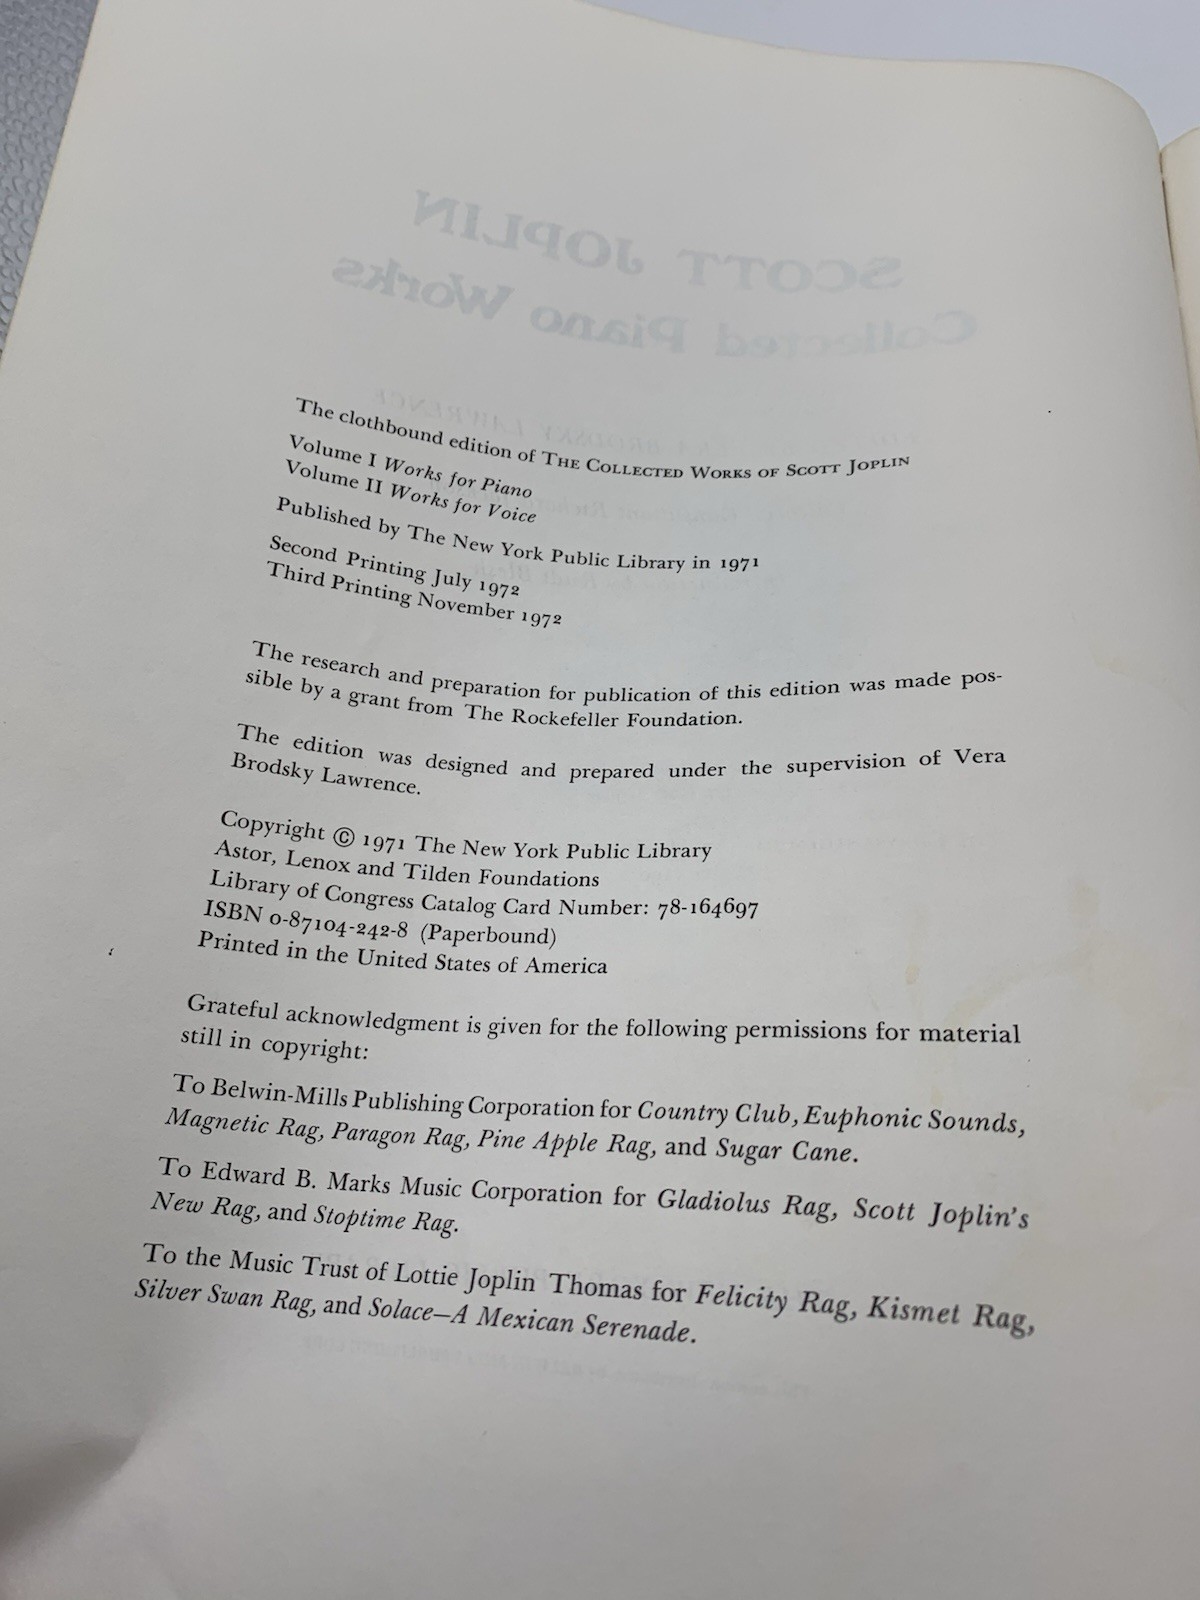 SCOTT JOPLIN
Collected Piano Works
The clothbound edition of THE COLLECTED WORKS OF SCOTT JOPLIN
Volume I Works for Piano
Volume II Works for Voice
Published by The New York Public Library in 1971
Second Printing July 1972
Third Printing November 1972
The research and preparation for publication of this edition was made pos-
sible by a grant from The Rockefeller Foundation.
The edition was designed and prepared under the supervision of Vera
Brodsky Lawrence.
Copyright © 1971 The New York Public Library
Astor, Lenox and Tilden Foundations
Library of Congress Catalog Card Number: 78-164697
ISBN 0-87104-242-8 (Paperbound)
Printed in the United States of America
Grateful acknowledgment is given for the following permissions for material
still in copyright:
To Belwin-Mills Publishing Corporation for Country Club, Euphonic Sounds,
Magnetic Rag, Paragon Rag, Pine Apple Rag, and Sugar Cane.
To Edward B. Marks Music Corporation for Gladiolus Rag, Scott Joplin's
New Rag, and Stoptime Rag.
To the Music Trust of Lottie Joplin Thomas for Felicity Rag, Kismet Rag,
Silver Swan Rag, and Solace—A Mexican Serenade.